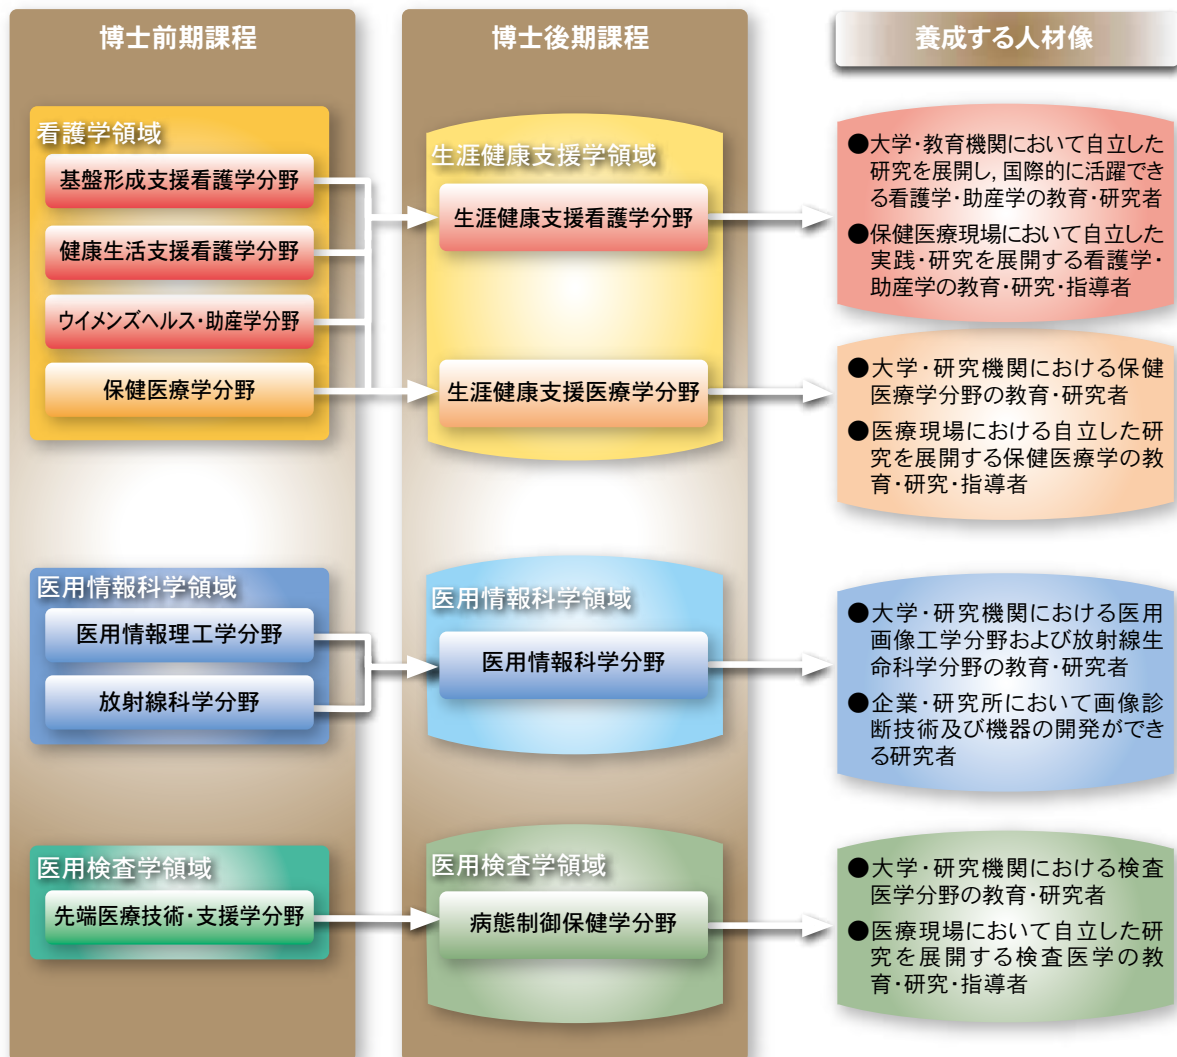 博士前期課程
博士後期課程
養成する人材像
看護学領域
基盤形成支援看護学分野
健康生活支援看護学分野
ウイメンズヘルス・助産学分野
保健医療学分野
生涯健康支援学領域
生涯健康支援看護学分野
生涯健康支援医療学分野
●大学・教育機関において自立した
研究を展開し,国際的に活躍でき
る看護学・助産学の教育・研究者
●保健医療現場において自立した
実践・研究を展開する看護学・
助産学の教育・研究・指導者
●大学・研究機関における保健
医療学分野の教育・研究者
●医療現場における自立した研
究を展開する保健医療学の教
育・研究・指導者
医用情報科学領域
医用情報理工学分野
放射線科学分野
医用情報科学領域
医用情報科学分野
●大学・研究機関における医用
画像工学分野および放射線生
命科学分野の教育・研究者
●企業・研究所において画像診
断技術及び機器の開発ができ
る研究者
医用検査学領域
先端医療技術・支援学分野
医用検査学領域
病態制御保健学分野
●大学・研究機関における検査
医学分野の教育・研究者
●医療現場において自立した研
究を展開する検査医学の教
育・研究・指導者